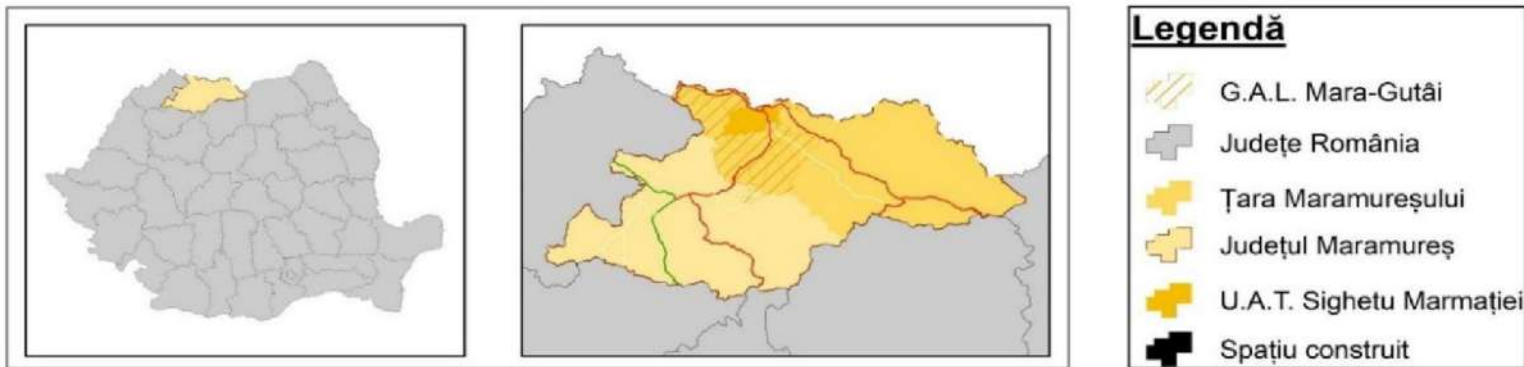 Legendă
G.A.L. Mara-Gutâi
Județe România
Țara Maramureșului
Județul Maramureș
U.A.T. Sighetu Marmației
Spațiu construit